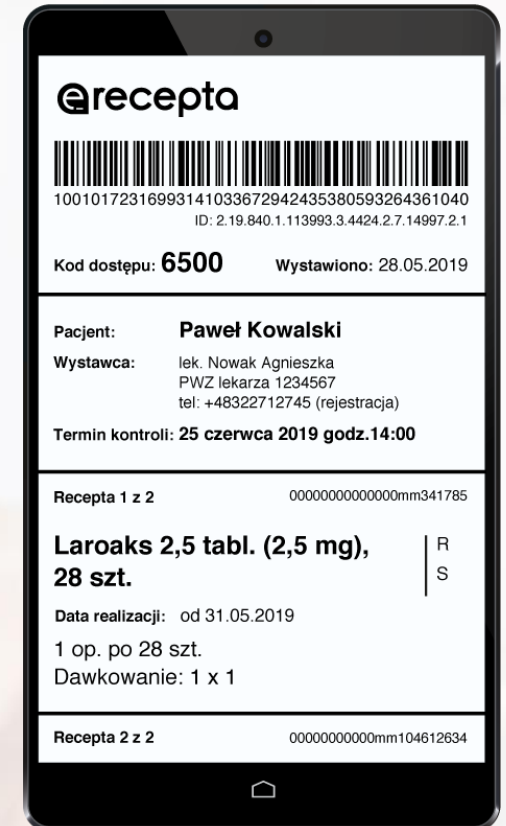 erecepta
10010172316993141033672942435380593264361040
ID: 2.19.840.1.113993.3.4424.2.7.14997.2.1
Kod dostępu: 6500 Wystawiono: 28.05.2019
Pacjent: Paweł Kowalski
Wystawca: lek. Nowak Agnieszka
PWZ lekarza 1234567
tel: +48322712745 (rejestracja)
Termin kontroli: 25 czerwca 2019 godz.14:00
Recepta 1 z 2 00000000000000mm341785
Laroaks 2,5 tabl. (2,5 mg), R
28 szt. S
Data realizacji: od 31.05.2019
1 op. po 28 szt.
Dawkowanie: 1 x 1
Recepta 2 z 2 00000000000mm104612634